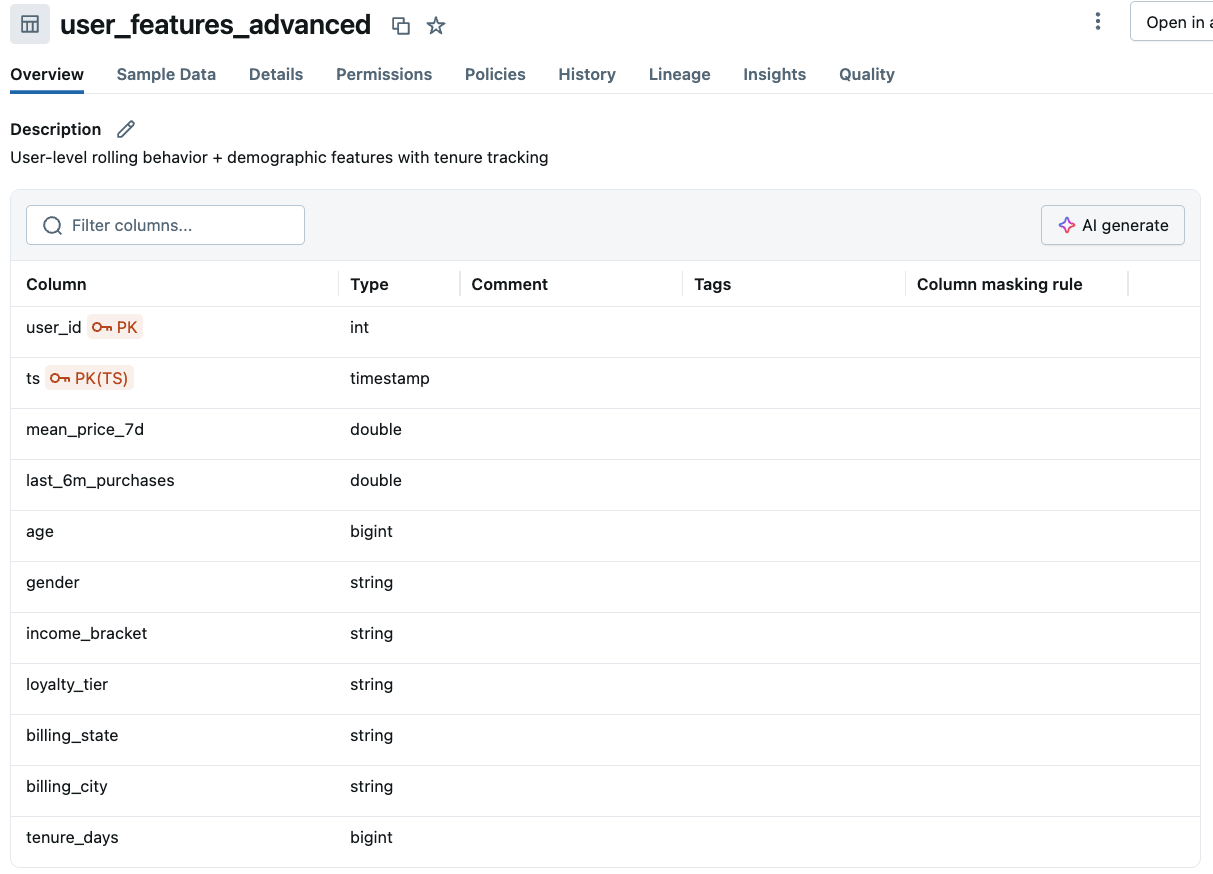 user_features_advanced
Open in
Overview Sample Data Details Permissions Policies History Lineage Insights Quality
Description
User-level rolling behavior + demographic features with tenure tracking
Filter columns... AI generate
Column Type Comment Tags Column masking rule
user_id PK int
ts PK(TS) timestamp
mean_price_7d double
last_6m_purchases double
age bigint
gender string
income_bracket string
loyalty_tier string
billing_state string
billing_city string
tenure_days bigint